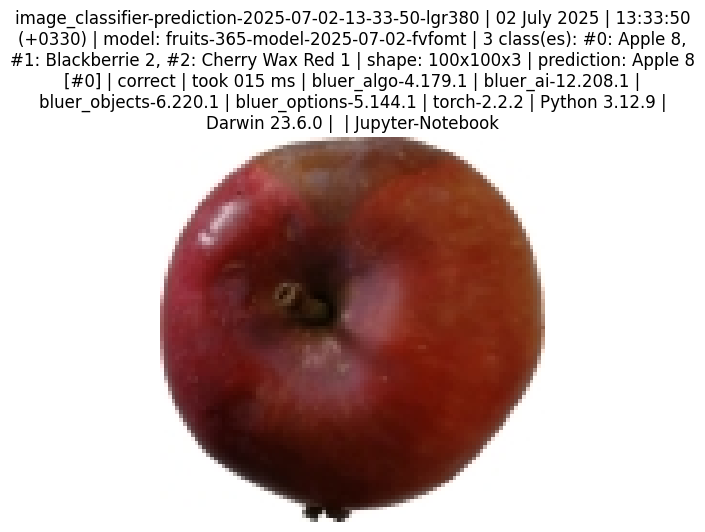 image_classifier-prediction-2025-07-02-13-33-50-lgr380 | 02 July 2025 | 13:33:50
(+0330) | model: fruits-365-model-2025-07-02-fvfomt | 3 class(es): #0: Apple 8,
#1: Blackberrie 2, #2: Cherry Wax Red 1 | shape: 100x100x3 | prediction: Apple 8
[#0] | correct | took 015 ms | bluer_algo-4.179.1 | bluer_ai-12.208.1 |
bluer_objects-6.220.1 | bluer_options-5.144.1 | torch-2.2.2 | Python 3.12.9 |
Darwin 23.6.0 |  | Jupyter-Notebook